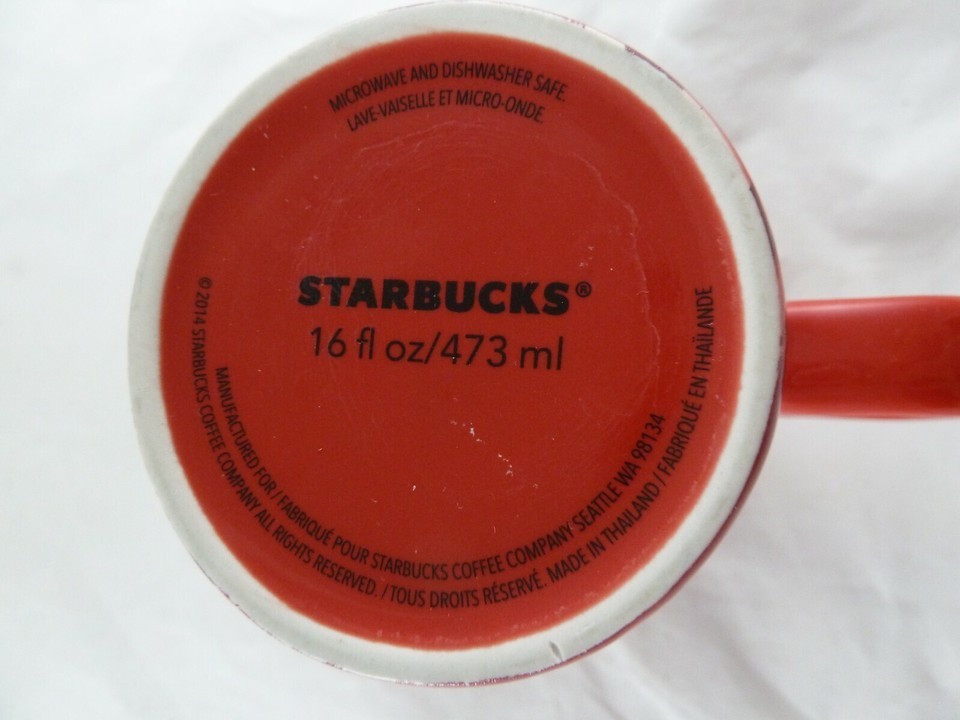 MICROWAVE AND DISHWASHER SAFE.
LAVE-VAISELLE ET MICRO-ONDE.
STARBUCKS®
16 fl oz/473 ml
MANUFACTURED FOR / FABRIQUÉ POUR STARBUCKS COFFEE COMPANY SEATTLE WA 98134
© 2014 STARBUCKS COFFEE COMPANY ALL RIGHTS RESERVED. / TOUS DROITS RÉSERVÉ. MADE IN THAILAND / FABRIQUÉ EN THAÏLANDE